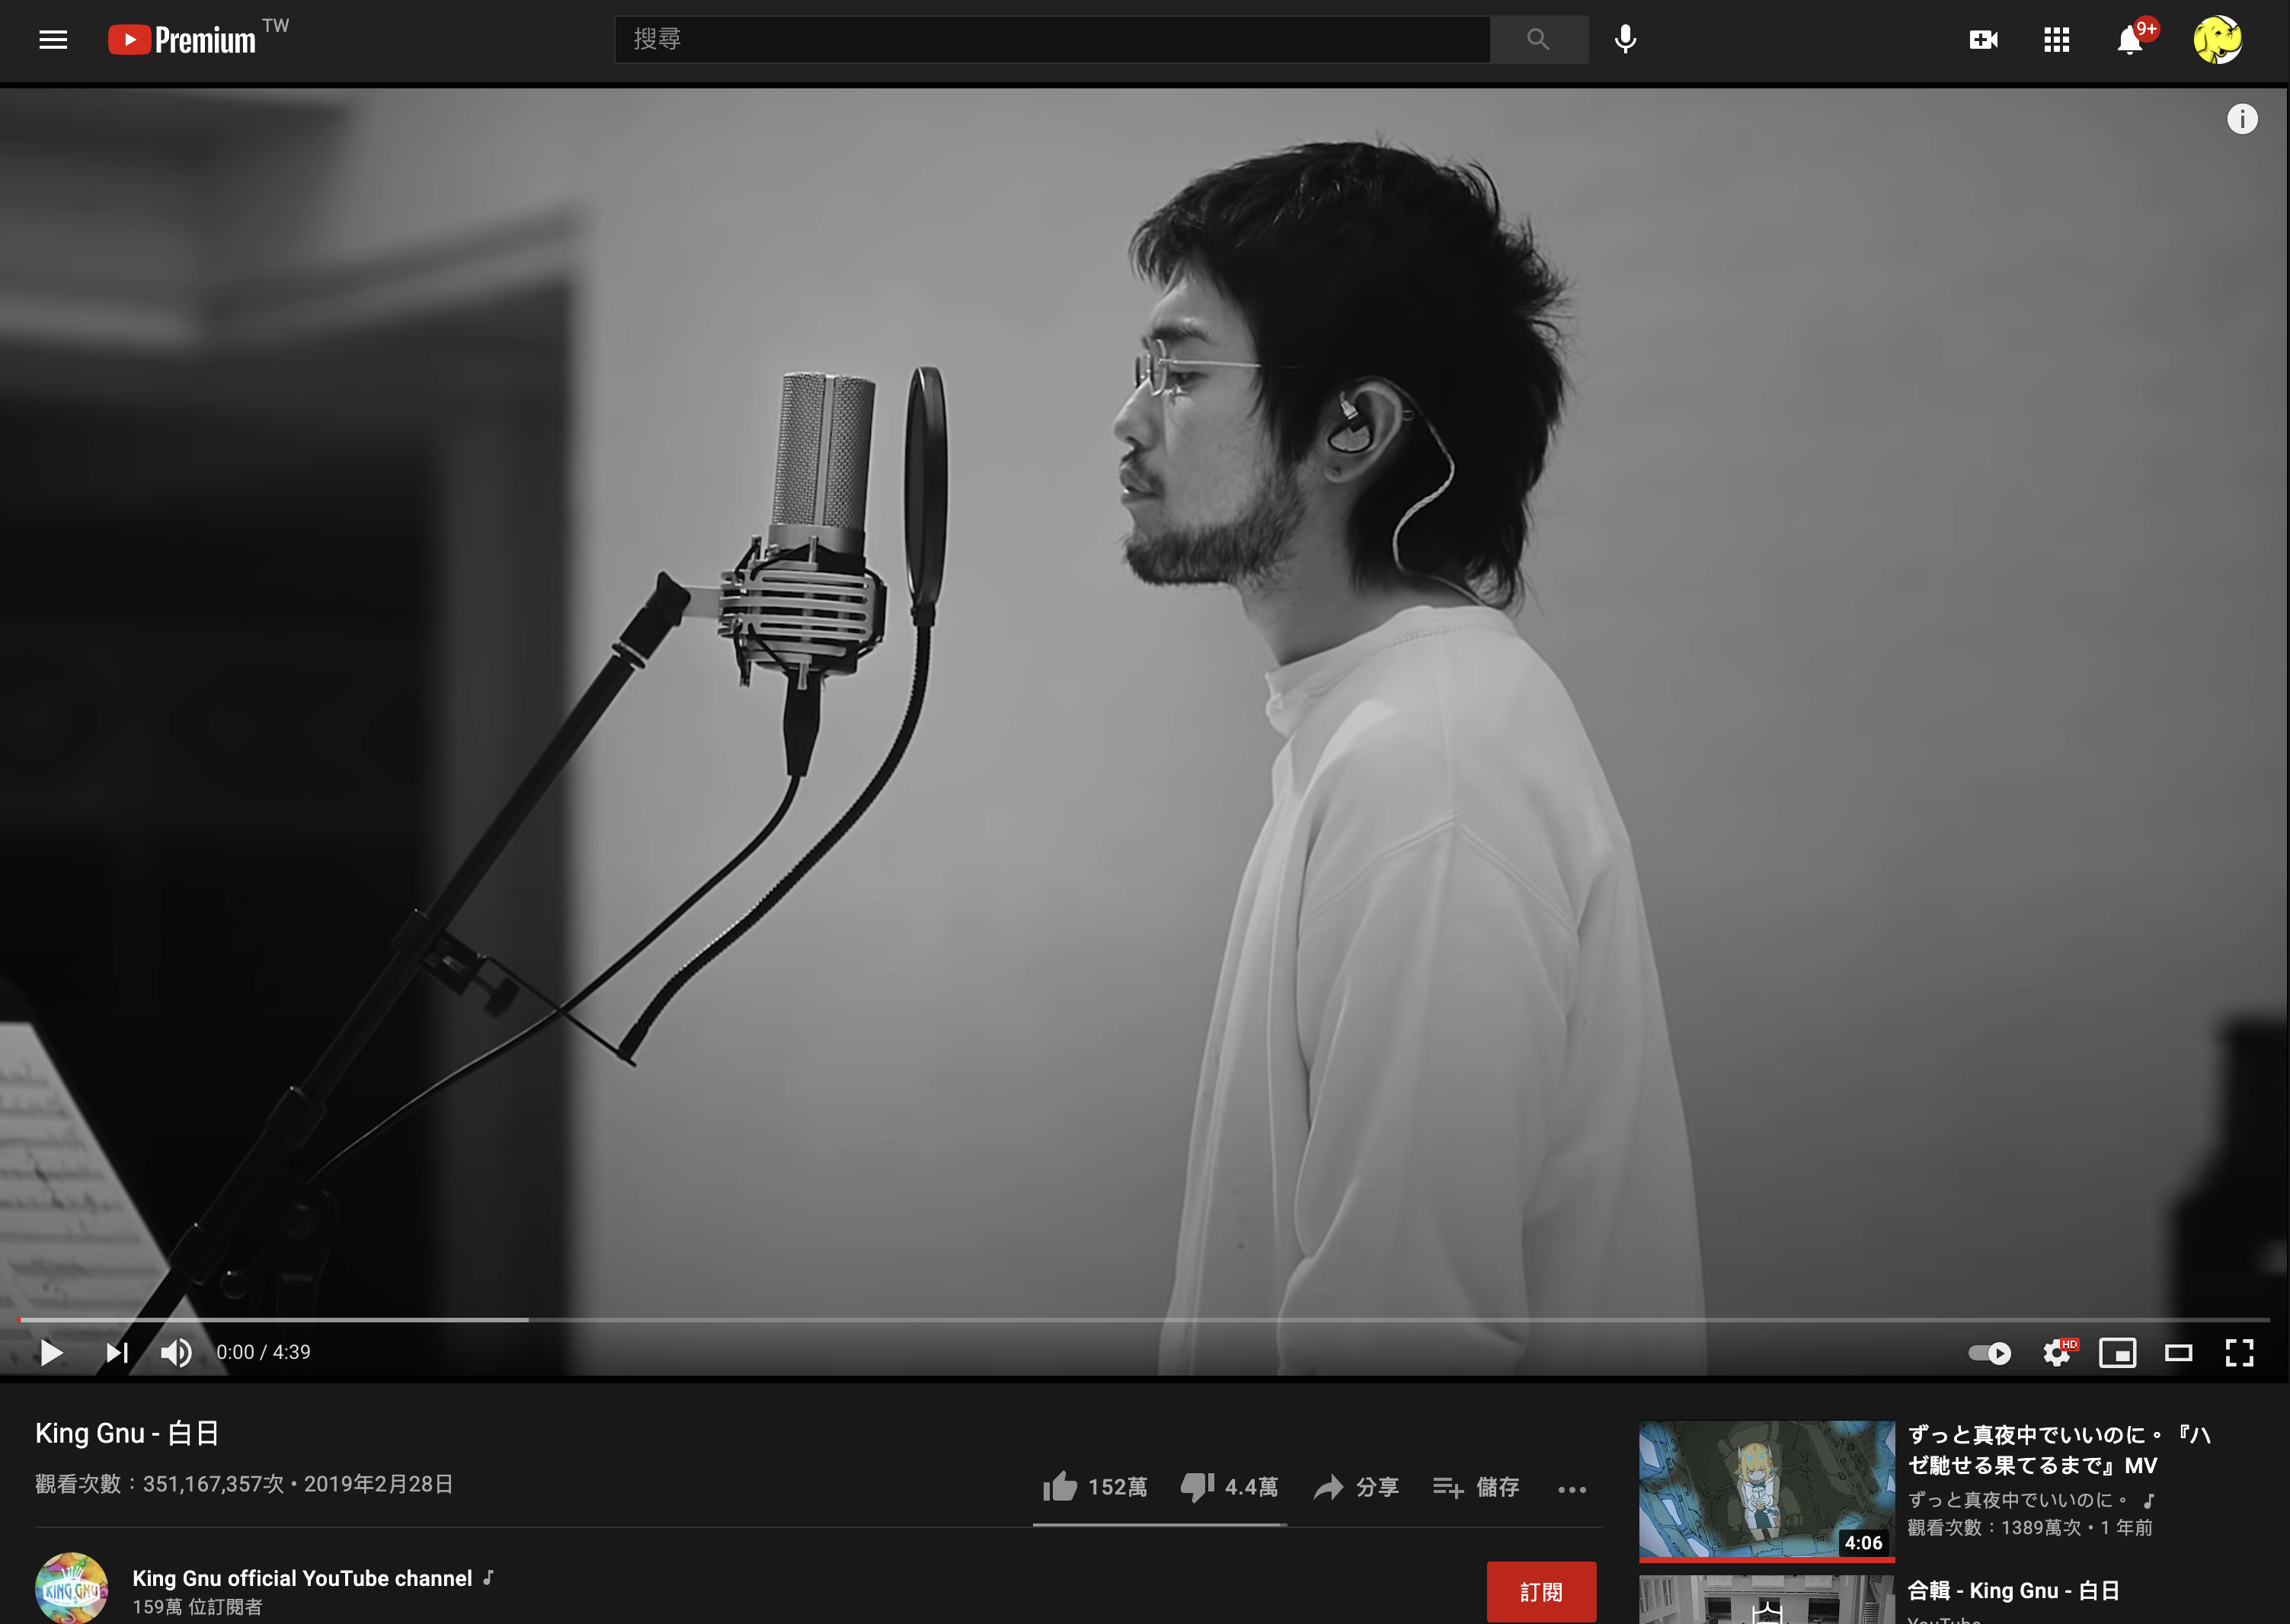 Premium TW
搜尋
9+
0:00 / 4:39
HD
King Gnu - 白日
觀看次數：351,167,357次 • 2019年2月28日
152萬
4.4萬
分享
儲存
KING GNU
King Gnu official YouTube channel
159萬 位訂閱者
訂閱
4:06
ずっと真夜中でいいのに。『ハ
ゼ馳せる果てるまで』MV
ずっと真夜中でいいのに。
觀看次數：1389萬次 • 1 年前
合輯 - King Gnu - 白日
YouTube